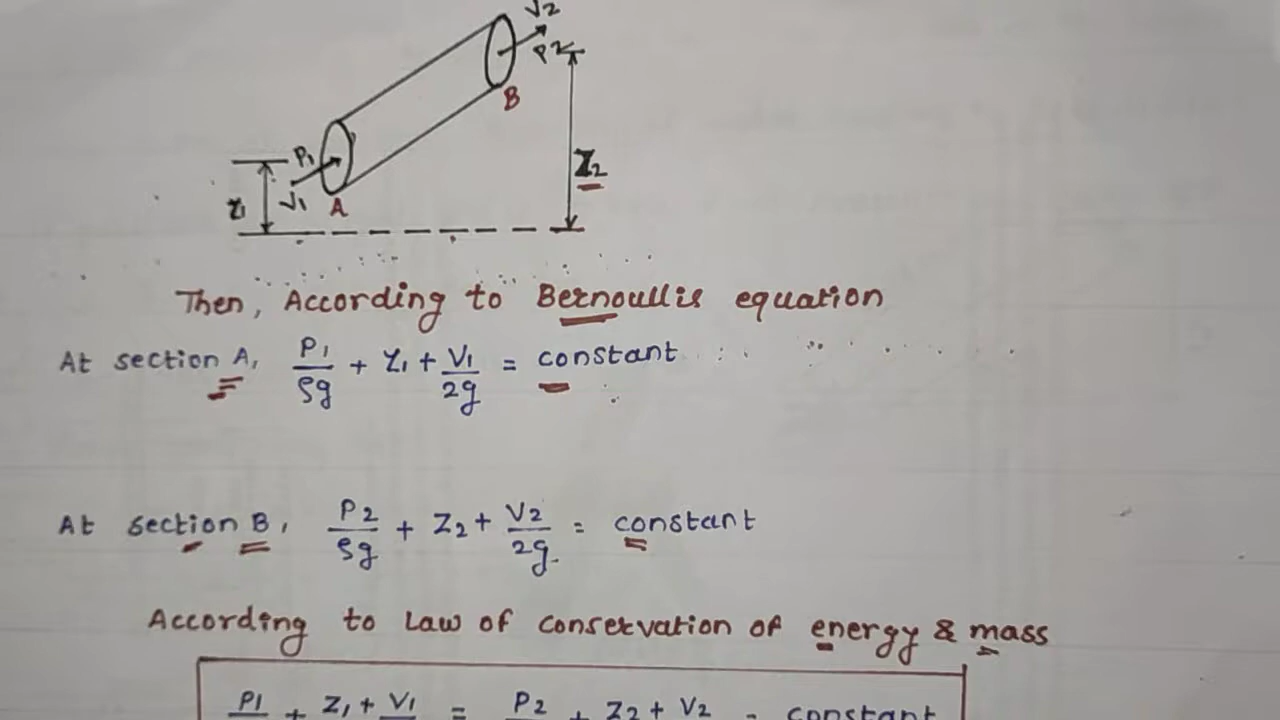 V2
P2
B
P1
Z2
Z1
V1
A
Then, According to Bernoullis equation
At section A, P1/ρg + Z1 + V1/2g = constant
At section B, P2/ρg + Z2 + V2/2g = constant
According to Law of conservation of energy & mass
P1 + Z1 + V1 = P2 + Z2 + V2 = constant